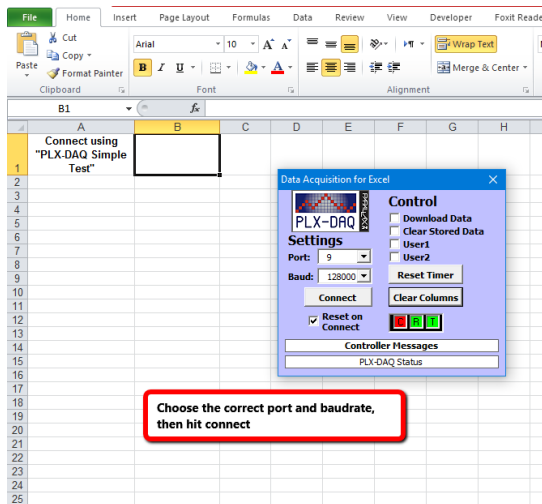 File Home Insert Page Layout Formulas Data Review View Developer Foxit Reade
Cut
Copy
Format Painter
Paste
Arial 10 A A
B I U A
Wrap Text
Merge & Center
Clipboard Font Alignment
B1 fx
A B C D E F G H
Connect using
"PLX-DAQ Simple
Test"
1
2
3
4
5
6
7
8
9
10
11
12
13
14
15
16
17
18
19
20
21
22
23
24
25
Data Acquisition for Excel
PLX-DAQ
PARALLAX
Control
Download Data
Clear Stored Data
User1
User2
Settings
Port: 9
Baud: 128000
Reset Timer
Connect
Clear Columns
Reset on
Connect
C R T
Controller Messages
PLX-DAQ Status
Choose the correct port and baudrate,
then hit connect